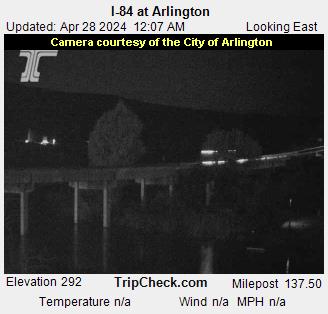 I-84 at Arlington
Updated: Apr 28 2024 12:07 AM Looking East
Camera courtesy of the City of Arlington
Elevation 292 TripCheck.com Milepost 137.50
Temperature n/a Wind n/a MPH n/a